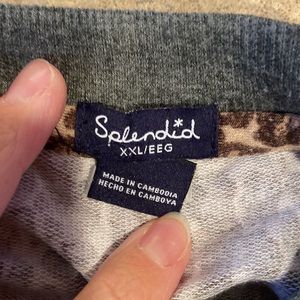 Splendid
XXL/EEG
MADE IN CAMBODIA
HECHO EN CAMBOYA